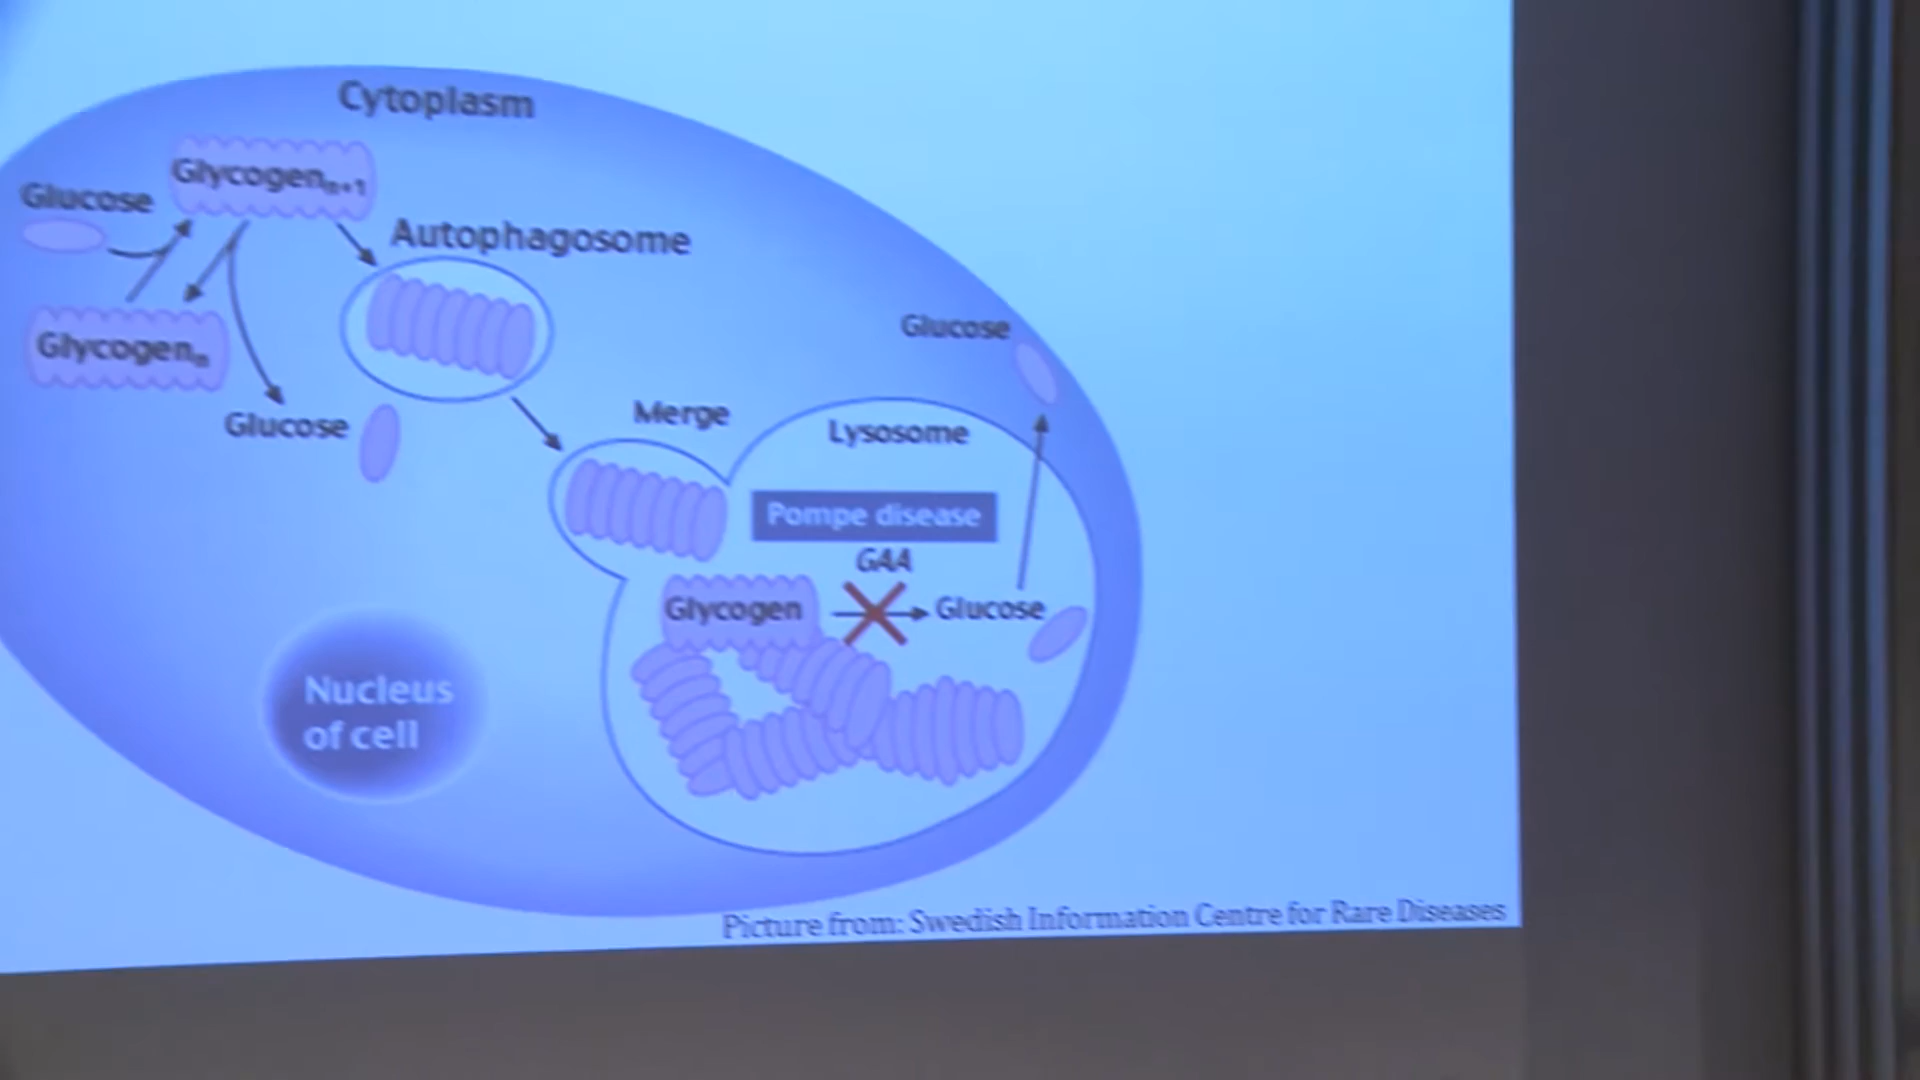 Cytoplasm
Glucose
Glycogenn+1
Autophagosome
Glycogenn
Glucose
Glucose
Merge
Lysosome
Pompe disease
GAA
Glycogen
Glucose
Nucleus
of cell
Picture from: Swedish Information Centre for Rare Diseases